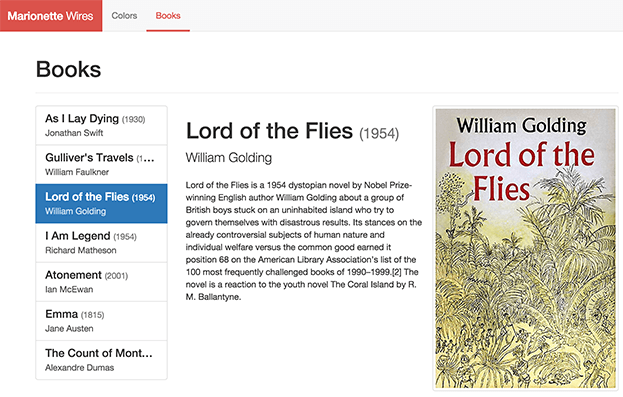 Marionette Wires Colors Books
Books
As I Lay Dying (1930)
Jonathan Swift
Gulliver's Travels (1…
William Faulkner
Lord of the Flies (1954)
William Golding
I Am Legend (1954)
Richard Matheson
Atonement (2001)
Ian McEwan
Emma (1815)
Jane Austen
The Count of Mont…
Alexandre Dumas
Lord of the Flies (1954)
William Golding
Lord of the Flies is a 1954 dystopian novel by Nobel Prize-
winning English author William Golding about a group of
British boys stuck on an uninhabited island who try to
govern themselves with disastrous results. Its stances on the
already controversial subjects of human nature and
individual welfare versus the common good earned it
position 68 on the American Library Association's list of the
100 most frequently challenged books of 1990–1999.[2] The
novel is a reaction to the youth novel The Coral Island by R.
M. Ballantyne.
William Golding
Lord of the
Flies